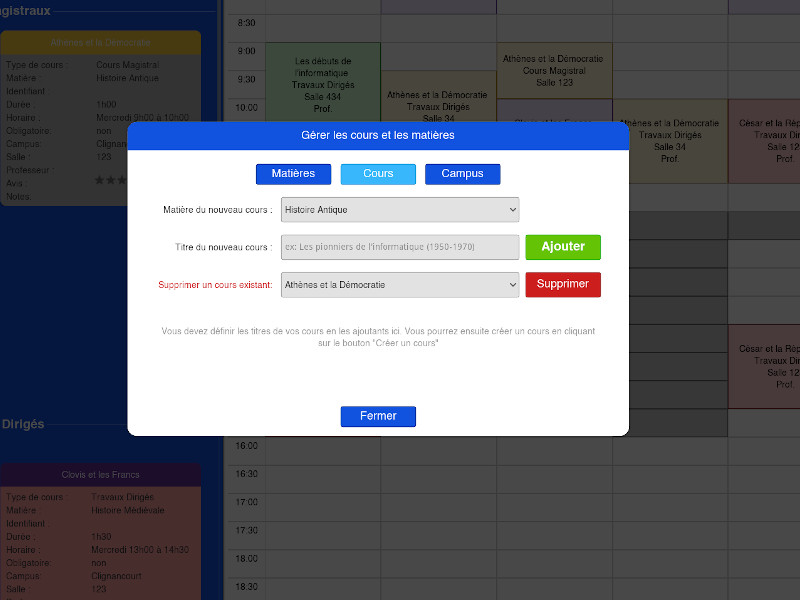 gistraux
Athènes et la Démocratie
Type de cours : Cours Magistral
Matière : Histoire Antique
Identifiant :
Durée : 1h00
Horaire : Mercredi 9h00 à 10h00
Obligatoire: non
Campus: Clignan
Salle : 123
Professeur :
Avis
Notes:
Dirigés
Clovis et les Francs
Type de cours: Travaux Dirigés
Matière Histoire Médiévale
Identifiant
Durée : 1h30
Horaire : Mercredi 13h00 à 14h30
Obligatoire: non
Campus: Clignancourt
Salle : 123
8:30
9:00
9:30
10:00
Les débuts de
l'informatique
Travaux Dirigés
Salle 434
Prof.
Athènes et la Démocratie
Travaux Dirigés
Salle 34
Athènes et la Démocratie
Cours Magistral
Salle 123
Clovis et les Francs
Athènes et la Démocratie
Travaux Dirigés
Salle 34
Prof.
César et la Rép
Travaux Dir
Salle 12
Prof.
Gérer les cours et les matières
Matières Cours Campus
Matière du nouveau cours : Histoire Antique
Titre du nouveau cours : ex: Les pionniers de l'informatique (1950-1970) Ajouter
Supprimer un cours existant: Athènes et la Démocratie Supprimer
Vous devez définir les titres de vos cours en les ajoutants ici. Vous pourrez ensuite créer un cours en cliquant
sur le bouton "Créer un cours"
Fermer
César et la Rép
Travaux Dir
Salle 12
Prof.
16:00
16:30
17:00
17:30
18:00
18:30